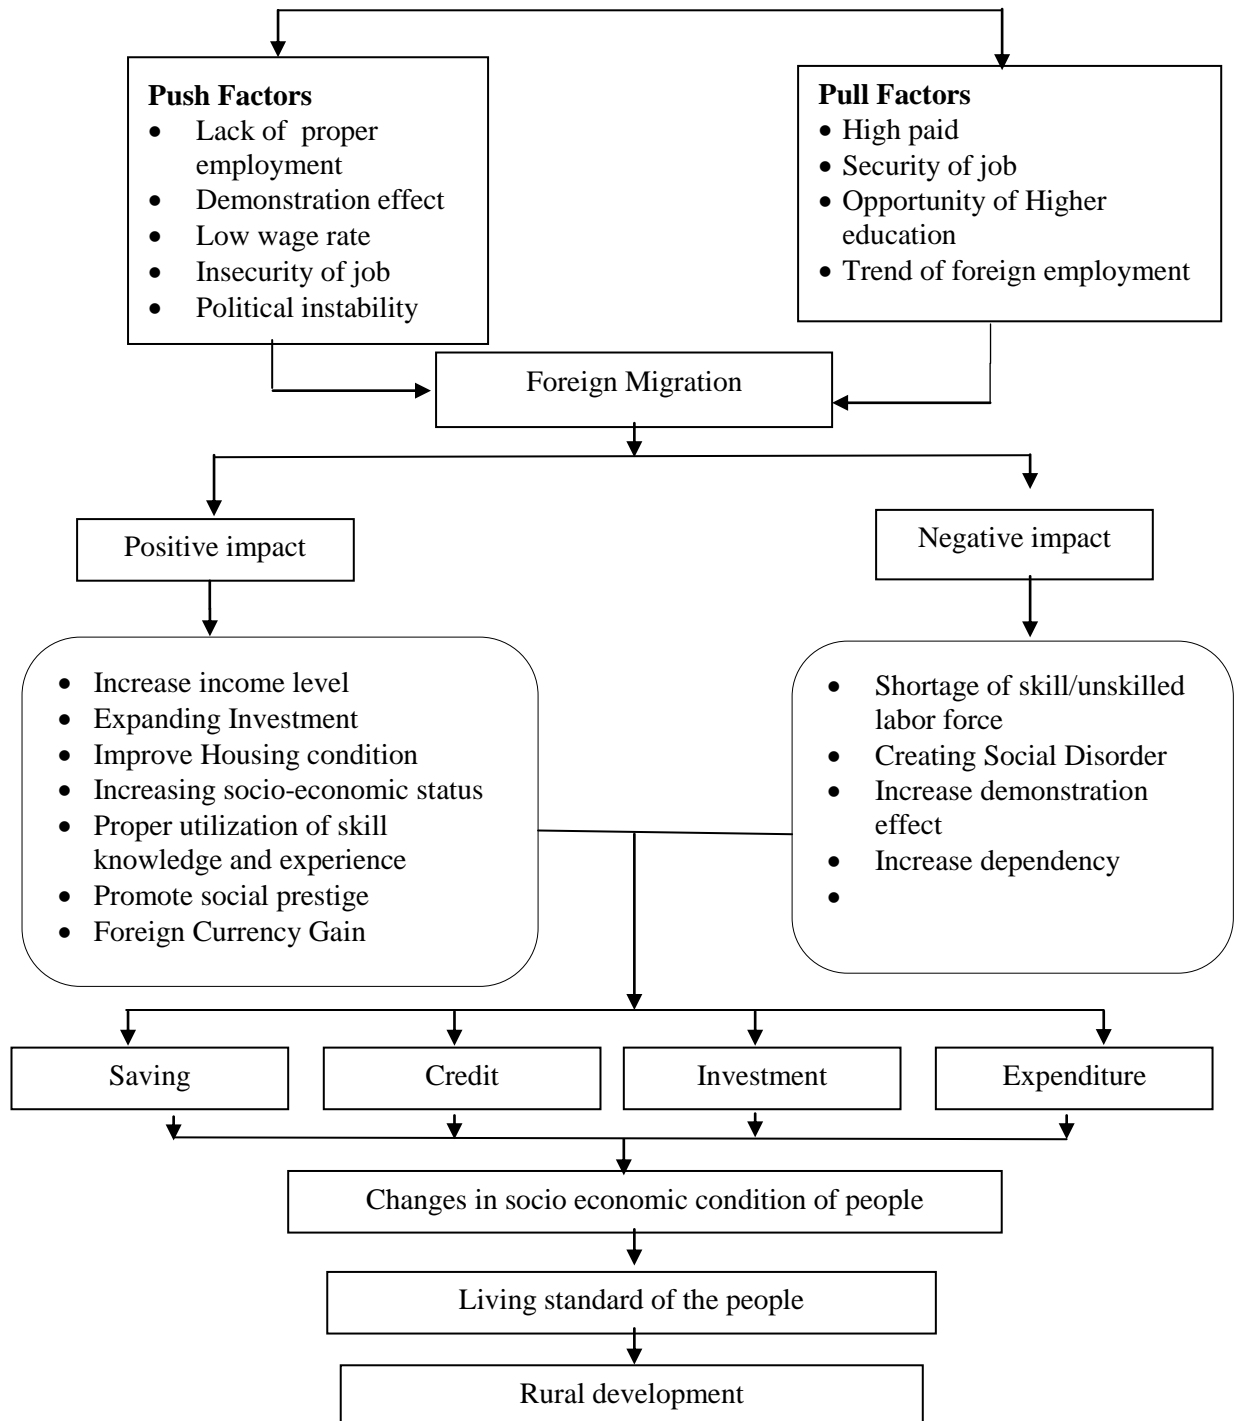 Push Factors
• Lack of proper
employment
• Demonstration effect
• Low wage rate
• Insecurity of job
• Political instability
Pull Factors
• High paid
• Security of job
• Opportunity of Higher
education
• Trend of foreign employment
Foreign Migration
Positive impact
Negative impact
• Increase income level
• Expanding Investment
• Improve Housing condition
• Increasing socio-economic status
• Proper utilization of skill
knowledge and experience
• Promote social prestige
• Foreign Currency Gain
• Shortage of skill/unskilled
labor force
• Creating Social Disorder
• Increase demonstration
effect
• Increase dependency
•
Saving
Credit
Investment
Expenditure
Changes in socio economic condition of people
Living standard of the people
Rural development